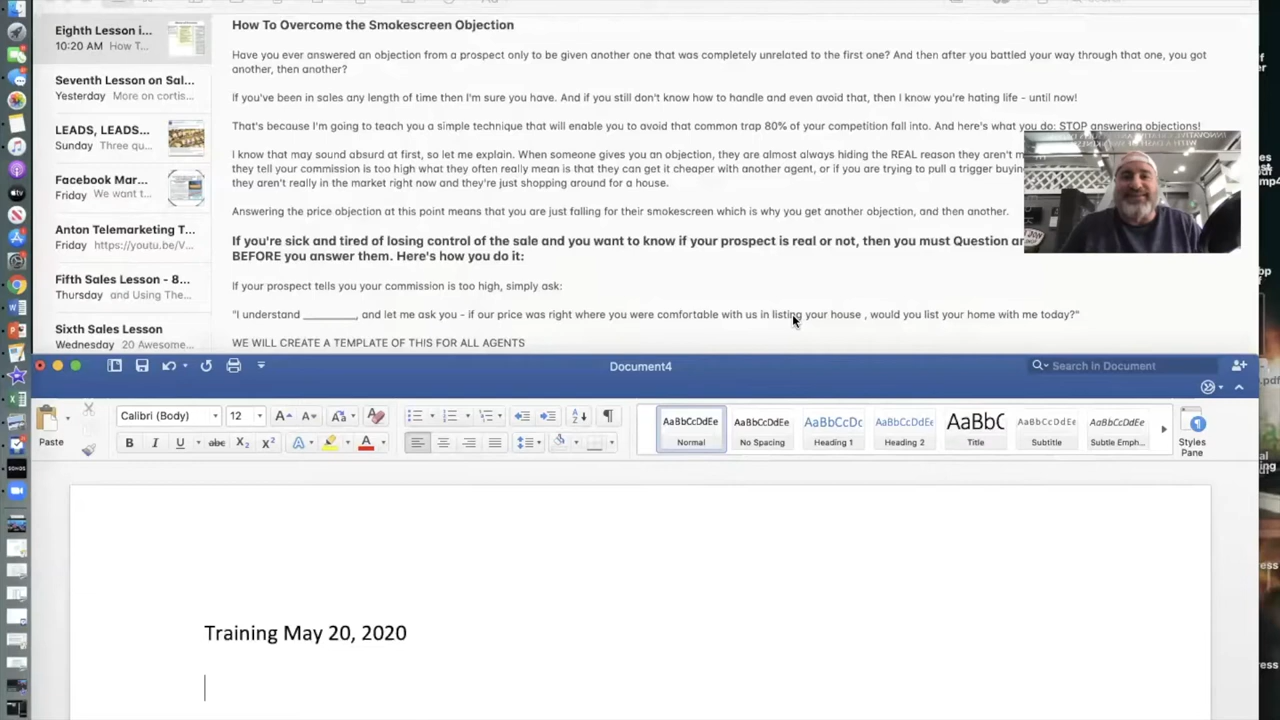 How To Overcome the Smokescreen Objection
Eighth Lesson i...
10:20 AM How T...
Have you ever answered an objection from a prospect only to be given another one that was completely unrelated to the first one? And then after you battled your way through that one, you got
another, then another?
Seventh Lesson on Sal...
Yesterday More on cortis...
If you've been in sales any length of time then I'm sure you have. And if you still don't know how to handle and even avoid that, then I know you're hating life - until now!
LEADS, LEADS...
Sunday Three qu...
That's because I'm going to teach you a simple technique that will enable you to avoid that common trap 80% of your competition fall into. And here's what you do: STOP answering objections!
I know that may sound absurd at first, so let me explain. When someone gives you an objection, they are almost always hiding the REAL reason they aren't m
they tell your commission is too high what they often really mean is that they can get it cheaper with another agent, or if you are trying to pull a trigger buyin
they aren't really in the market right now and they're just shopping around for a house.
Facebook Mar...
Friday We want t...
Answering the price objection at this point means that you are just falling for their smokescreen which is why you get another objection, and then another.
Anton Telemarketing T...
Friday https://youtu.be/V...
If you're sick and tired of losing control of the sale and you want to know if your prospect is real or not, then you must Question ar
BEFORE you answer them. Here's how you do it:
Fifth Sales Lesson - 8...
Thursday and Using The...
If your prospect tells you your commission is too high, simply ask:
"I understand _________, and let me ask you - if our price was right where you were comfortable with us in listing your house , would you list your home with me today?"
Sixth Sales Lesson
Wednesday 20 Awesome...
WE WILL CREATE A TEMPLATE OF THIS FOR ALL AGENTS
Document4
Search in Document
Paste
Calibri (Body)
12
AaBbCcDdEe
Normal
AaBbCcDdEe
No Spacing
AaBbCcDc
Heading 1
AaBbCcDdEe
Heading 2
AaBbC
Title
AaBbCcDdEe
Subtitle
AaBbCcDdEe
Subtle Emph...
Styles
Pane
Training May 20, 2020